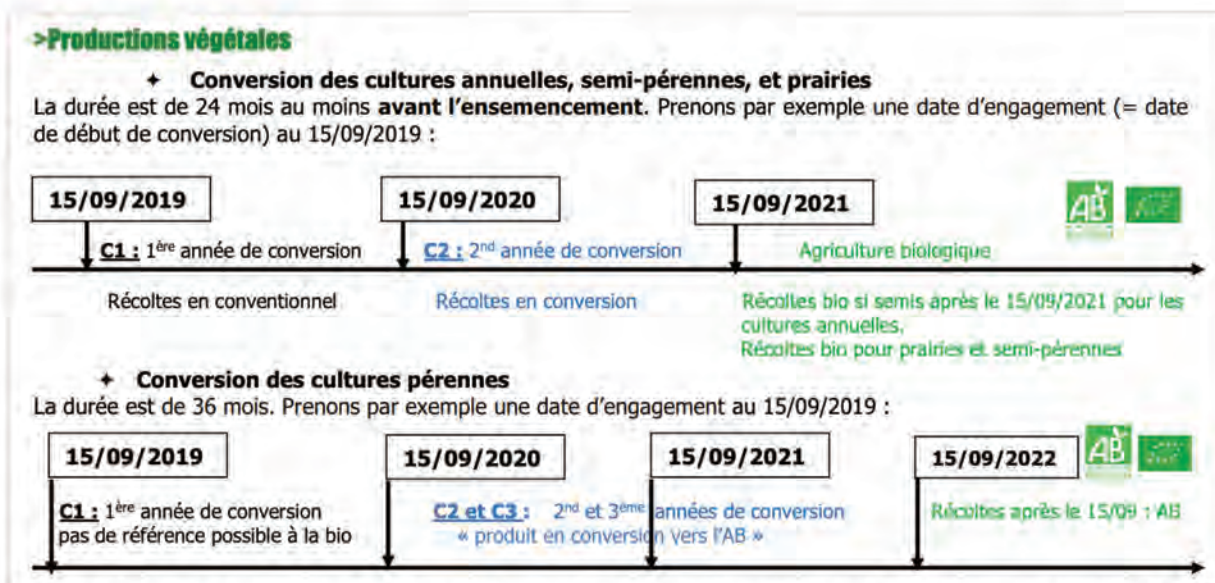 >Productions végétales
✦ Conversion des cultures annuelles, semi-pérennes, et prairies
La durée est de 24 mois au moins avant l'ensemencement. Prenons par exemple une date d'engagement (= date
de début de conversion) au 15/09/2019 :
15/09/2019 15/09/2020 15/09/2021 AB
C1 : 1ère année de conversion C2 : 2nd année de conversion Agriculture biologique
Récoltes en conventionnel Récoltes en conversion Récoltes bio si semis après le 15/09/2021 pour les
cultures annuelles.
Récoltes bio pour prairies et semi-pérennes
✦ Conversion des cultures pérennes
La durée est de 36 mois. Prenons par exemple une date d'engagement au 15/09/2019 :
15/09/2019 15/09/2020 15/09/2021 15/09/2022 AB
C1 : 1ère année de conversion C2 et C3 : 2nd et 3ème années de conversion Récoltes après le 15/09 : AB
pas de référence possible à la bio « produit en conversion vers l'AB »